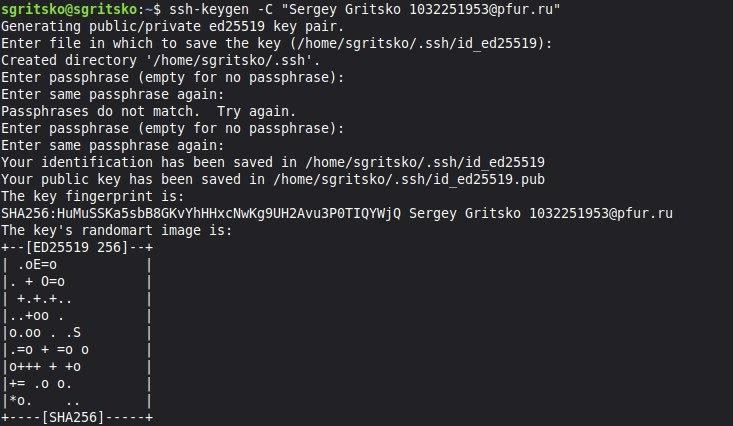 sgritsko@sgritsko:~$ ssh-keygen -C "Sergey Gritsko 1032251953@pfur.ru"
Generating public/private ed25519 key pair.
Enter file in which to save the key (/home/sgritsko/.ssh/id_ed25519):
Created directory '/home/sgritsko/.ssh'.
Enter passphrase (empty for no passphrase):
Enter same passphrase again:
Passphrases do not match.  Try again.
Enter passphrase (empty for no passphrase):
Enter same passphrase again:
Your identification has been saved in /home/sgritsko/.ssh/id_ed25519
Your public key has been saved in /home/sgritsko/.ssh/id_ed25519.pub
The key fingerprint is:
SHA256:HuMuSSKa5sbB8GKvYhHHxcNwKg9UH2Avu3P0TIQYWjQ Sergey Gritsko 1032251953@pfur.ru
The key's randomart image is:
+--[ED25519 256]--+
| .oE=o           |
|. + O=o          |
| +.+.+..         |
|..+oo .          |
|o.oo . .S        |
|.=o + =o o       |
|o+++ + +o        |
|+= .o o.         |
|*o.    ..        |
+----[SHA256]-----+